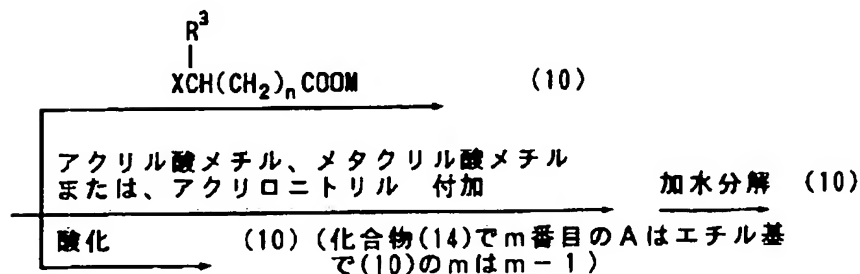 R³
XCH(CH₂)ₙCOOM (10)
アクリル酸メチル、メタクリル酸メチル
または、アクリロニトリル 付加 加水分解 (10)
酸化 (10) (化合物(14)でm番目のAはエチル基
で(10)のmはm－1)